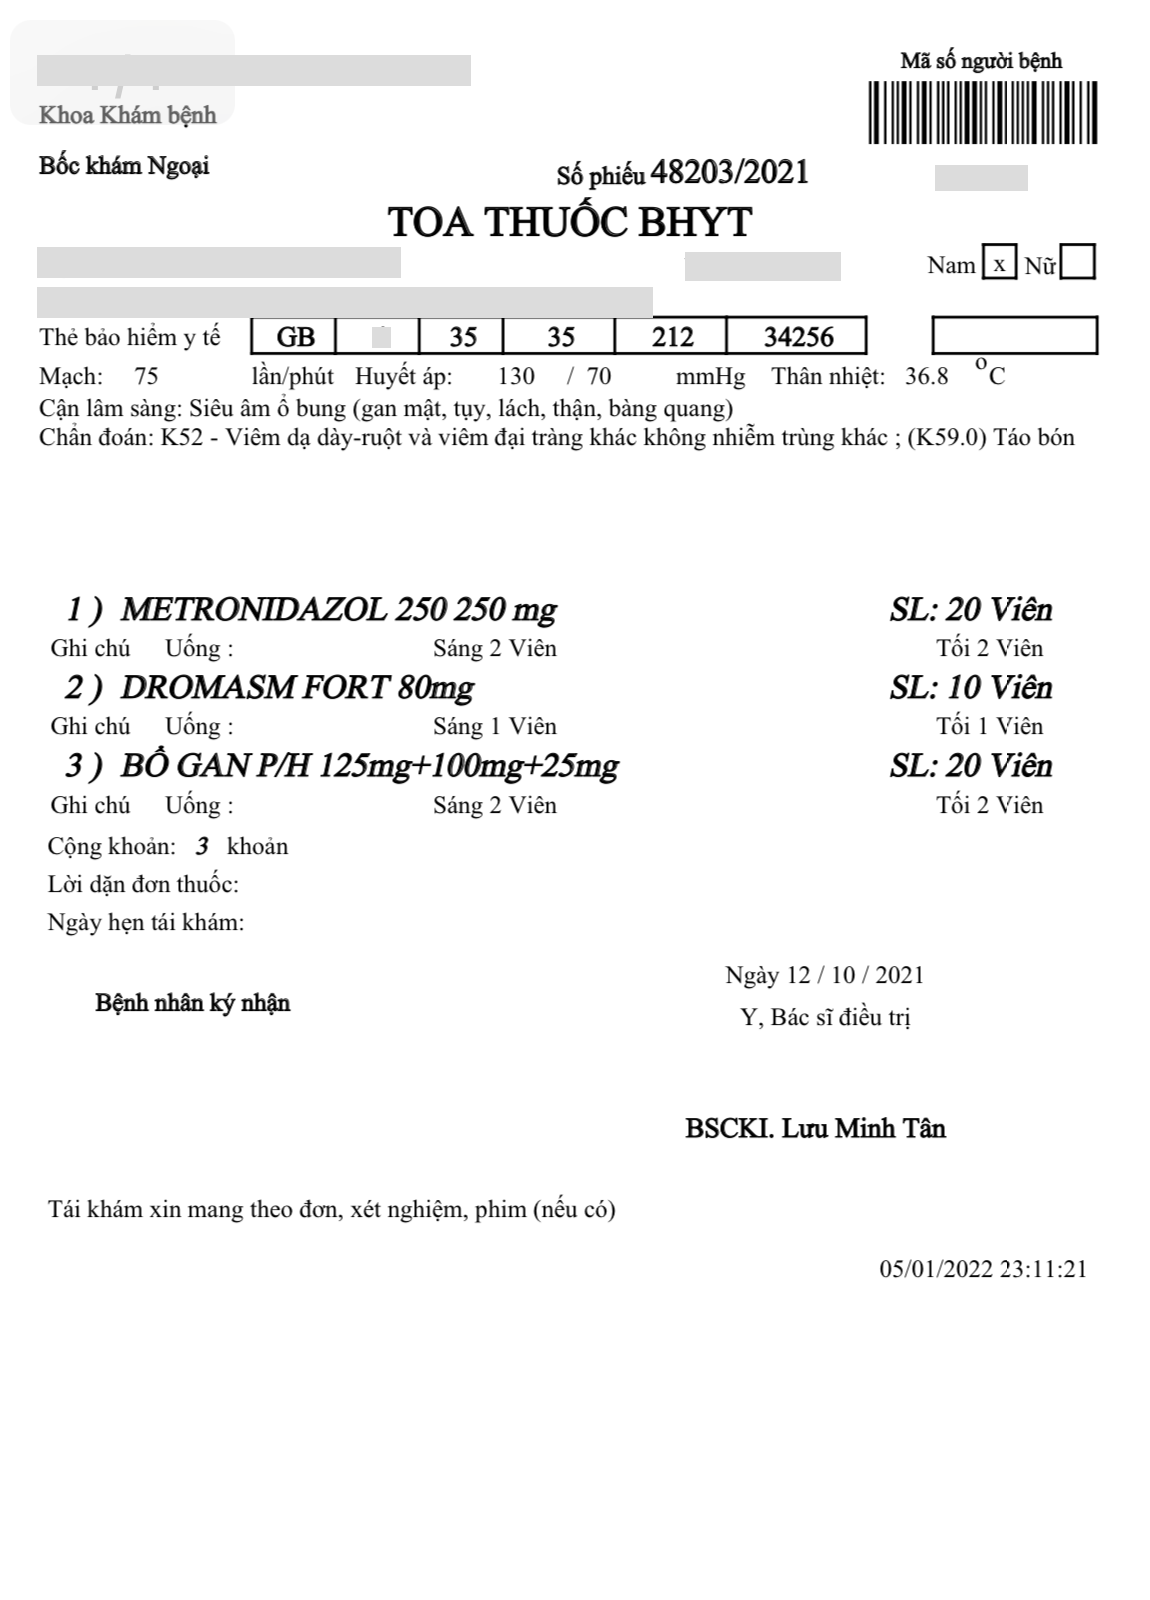 Mã số người bệnh
Khoa Khám bệnh
Bốc khám Ngoại
Số phiếu 48203/2021
TOA THUỐC BHYT
Nam x Nữ
Thẻ bảo hiểm y tế GB 35 35 212 34256
Mạch: 75 lần/phút Huyết áp: 130 / 70 mmHg Thân nhiệt: 36.8 °C
Cận lâm sàng: Siêu âm ổ bung (gan mật, tụy, lách, thận, bàng quang)
Chẩn đoán: K52 - Viêm dạ dày-ruột và viêm đại tràng khác không nhiễm trùng khác ; (K59.0) Táo bón
1 ) METRONIDAZOL 250 250 mg SL: 20 Viên
Ghi chú Uống : Sáng 2 Viên Tối 2 Viên
2 ) DROMASM FORT 80mg SL: 10 Viên
Ghi chú Uống : Sáng 1 Viên Tối 1 Viên
3 ) BỔ GAN P/H 125mg+100mg+25mg SL: 20 Viên
Ghi chú Uống : Sáng 2 Viên Tối 2 Viên
Cộng khoản: 3 khoản
Lời dặn đơn thuốc:
Ngày hẹn tái khám:
Ngày 12 / 10 / 2021
Bệnh nhân ký nhận
Y, Bác sĩ điều trị
BSCKI. Lưu Minh Tân
Tái khám xin mang theo đơn, xét nghiệm, phim (nếu có)
05/01/2022 23:11:21